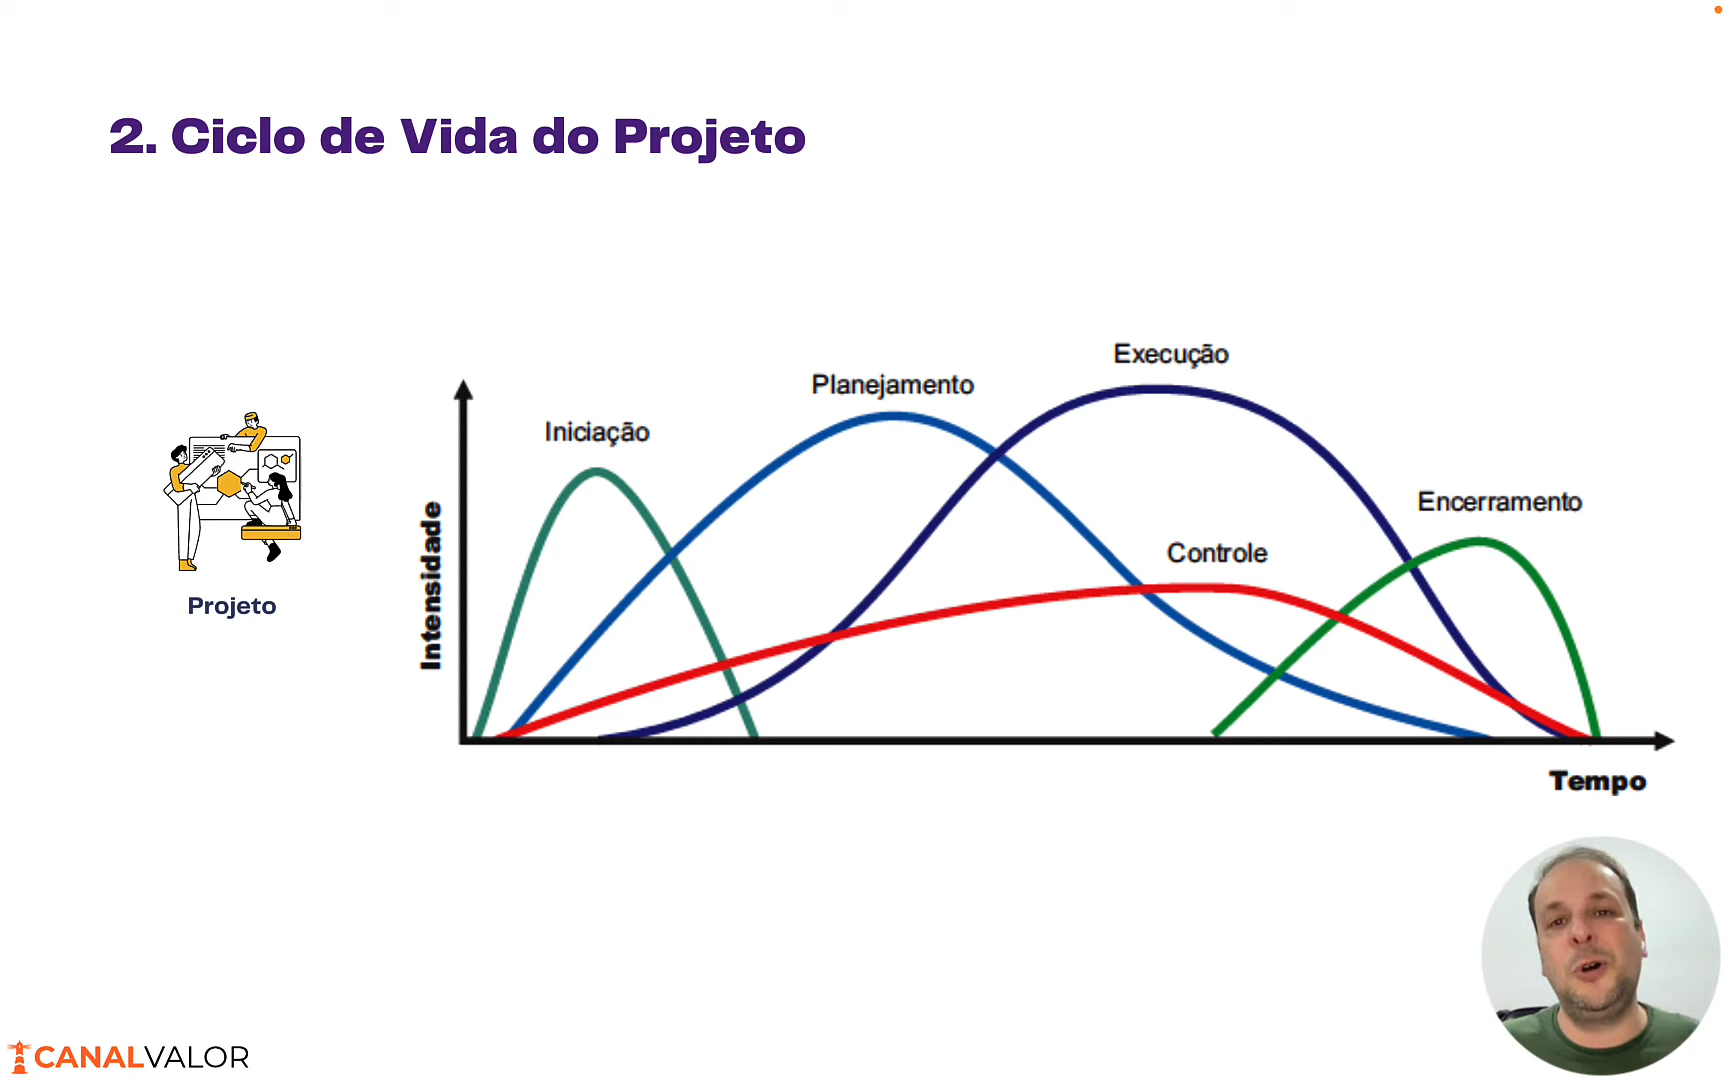 2. Ciclo de Vida do Projeto
Execução
Planejamento
Iniciação
Encerramento
Controle
Intensidade
Projeto
Tempo
CANALVALOR